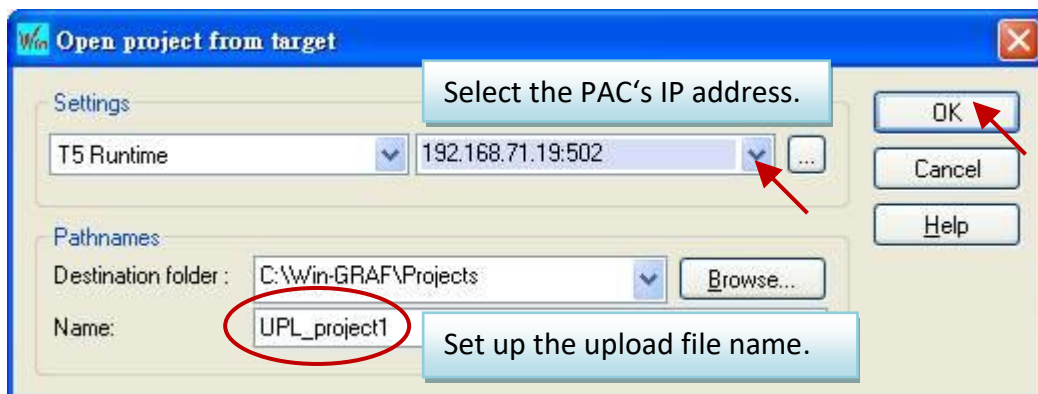 Win Open project from target
Select the PAC‘s IP address.
Settings
OK
T5 Runtime
192.168.71.19:502
...
Cancel
Help
Pathnames
Destination folder :
C:\Win-GRAF\Projects
Browse...
Name:
UPL_project1
Set up the upload file name.